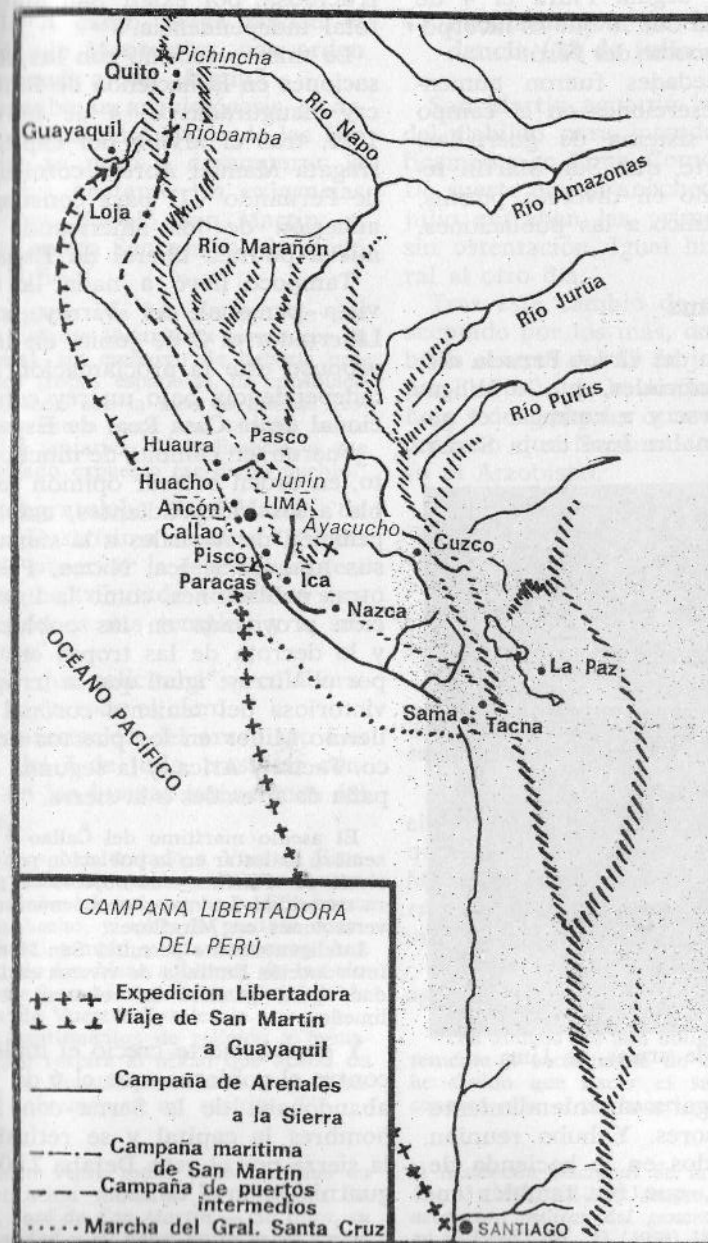 Pichincha
Quito
Riobamba
Guayaquil
Loja
Río Napo
Río Amazonas
Río Marañón
Río Jurúa
Río Purús
Pasco
Huaura
Junín
Huacho
Ancón
LIMA
Callao
Ayacucho
Cuzco
Pisco
Paracas
Ica
Nazca
La Paz
Sama
Tacna
OCÉANO PACÍFICO
SANTIAGO
CAMPAÑA LIBERTADORA
DEL PERÚ
Expedición Libertadora
Viaje de San Martín
a Guayaquil
Campaña de Arenales
a la Sierra
Campaña marítima
de San Martín
Campaña de puertos
intermedios
Marcha del Gral. Santa Cruz